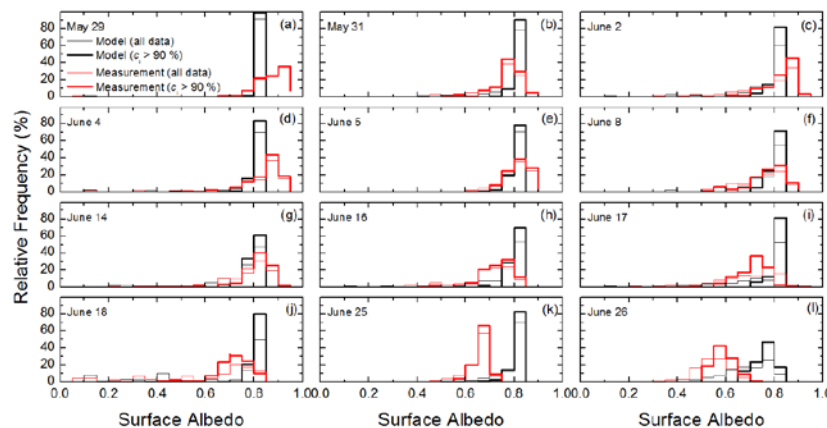 May 29 (a)
Model (all data)
Model (cᵢ > 90 %)
Measurement (all data)
Measurement (cᵢ > 90 %)
May 31 (b)
June 2 (c)
June 4 (d)
June 5 (e)
June 8 (f)
June 14 (g)
June 16 (h)
June 17 (i)
June 18 (j)
June 25 (k)
June 26 (l)
Relative Frequency (%)
80
60
40
20
0
80
60
40
20
0
80
60
40
20
0
80
60
40
20
0
0.0 0.2 0.4 0.6 0.8 1.00 0.2 0.4 0.6 0.8 1.00 0.2 0.4 0.6 0.8 1.0
Surface Albedo Surface Albedo Surface Albedo